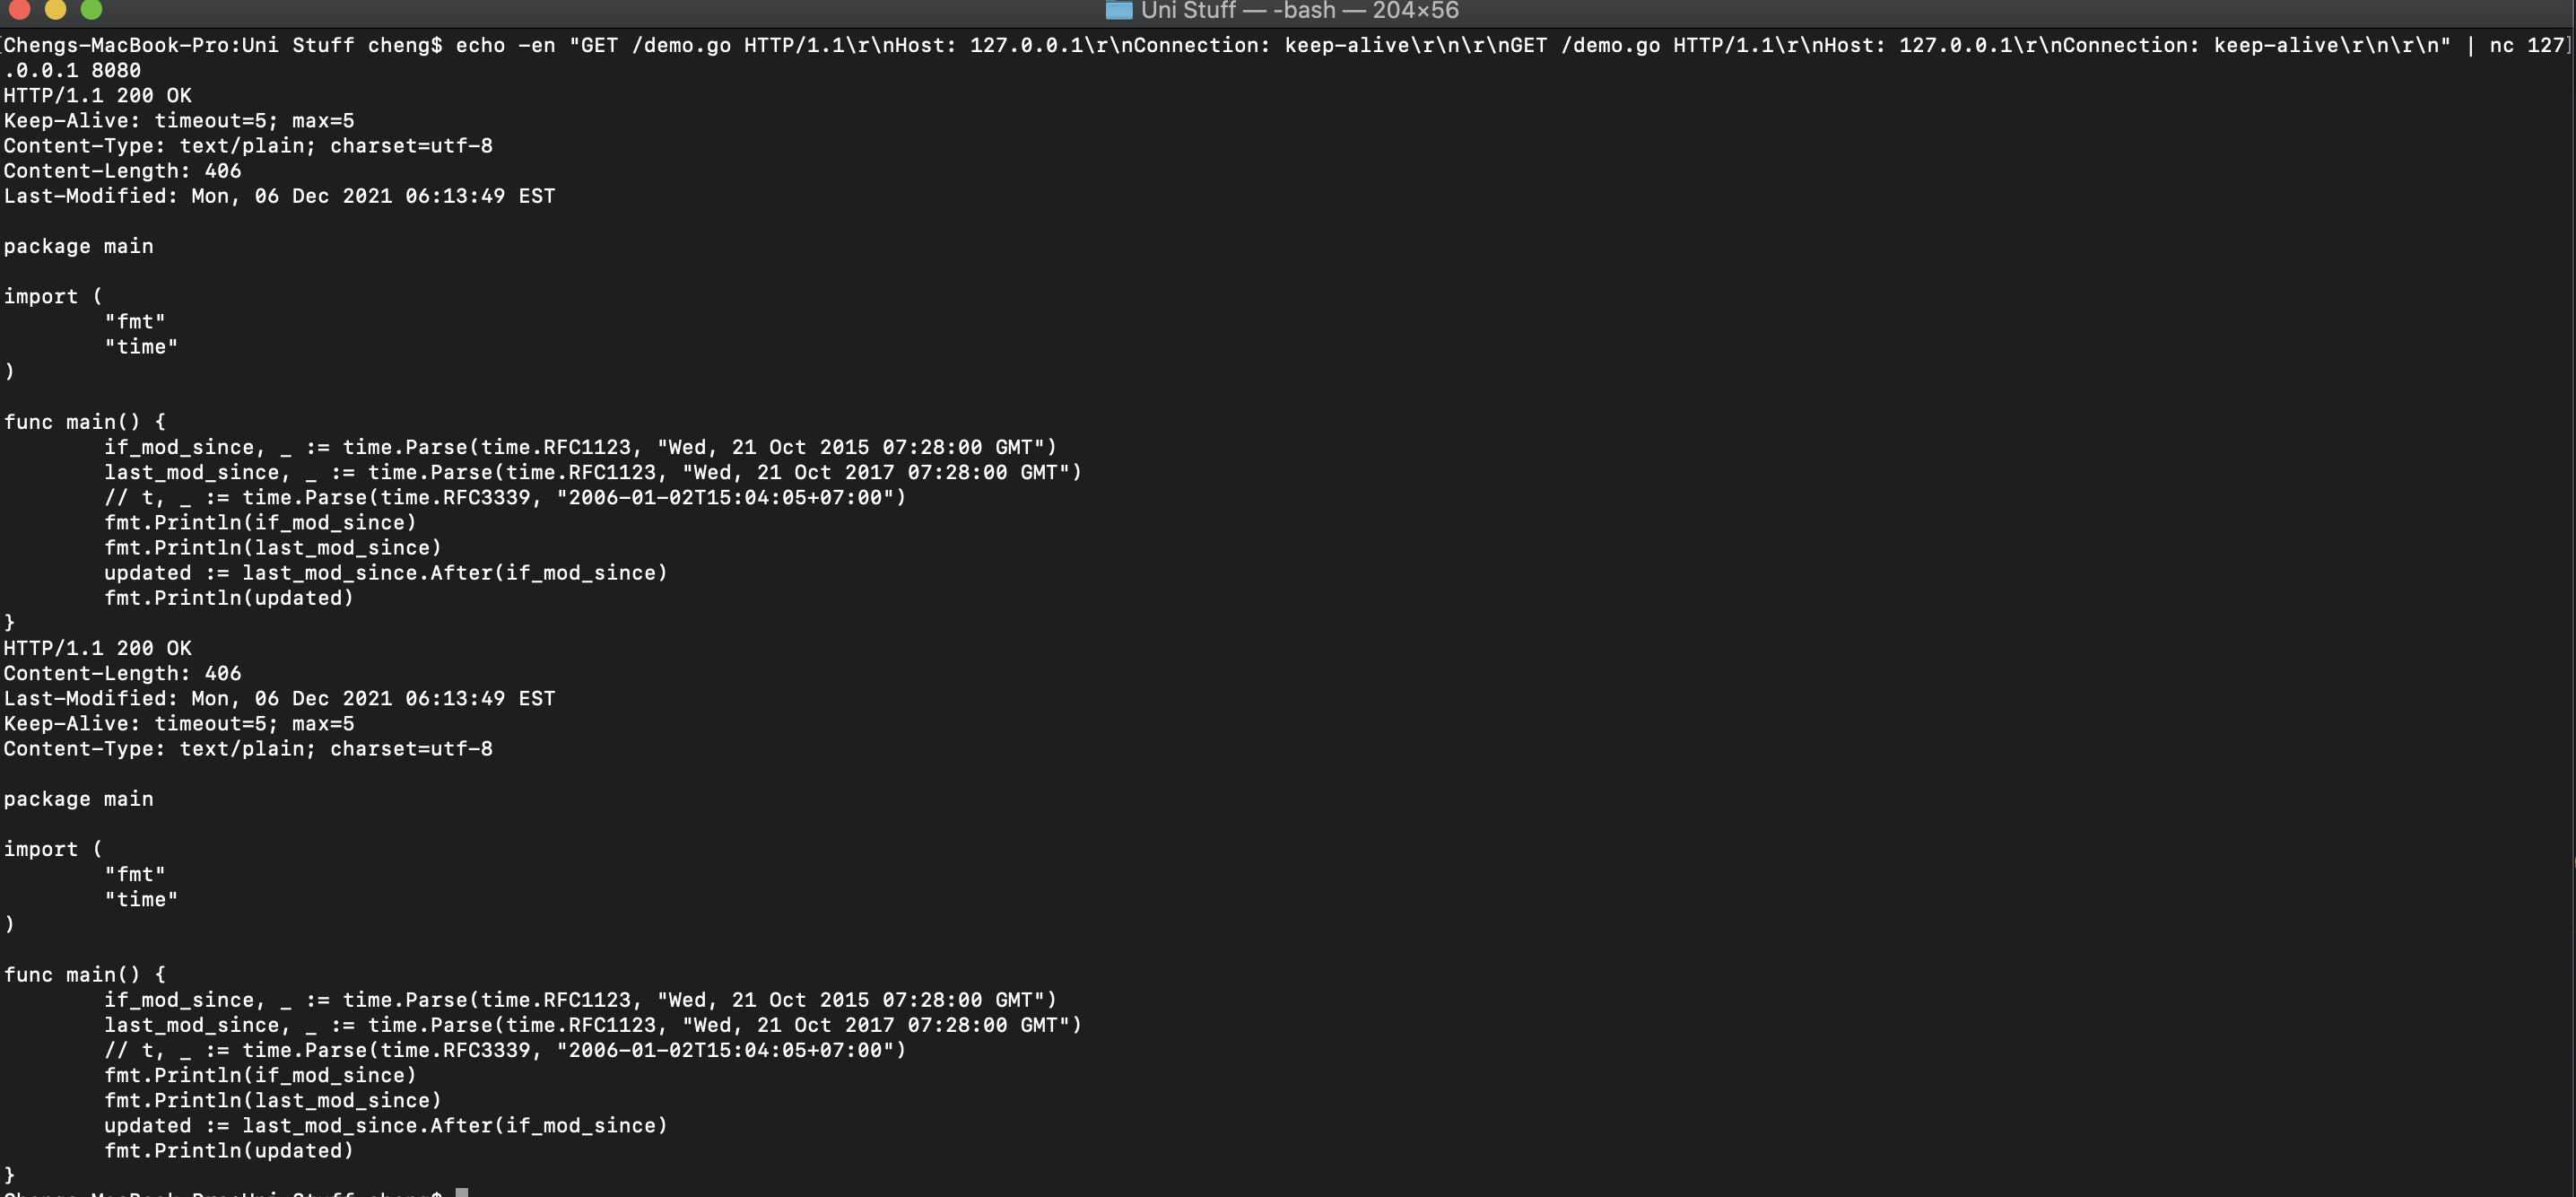 Uni Stuff — -bash — 204×56
[Chengs-MacBook-Pro:Uni Stuff cheng$ echo -en "GET /demo.go HTTP/1.1\r\nHost: 127.0.0.1\r\nConnection: keep-alive\r\n\r\nGET /demo.go HTTP/1.1\r\nHost: 127.0.0.1\r\nConnection: keep-alive\r\n\r\n" | nc 127]
.0.0.1 8080
HTTP/1.1 200 OK
Keep-Alive: timeout=5; max=5
Content-Type: text/plain; charset=utf-8
Content-Length: 406
Last-Modified: Mon, 06 Dec 2021 06:13:49 EST

package main

import (
        "fmt"
        "time"
)

func main() {
        if_mod_since, _ := time.Parse(time.RFC1123, "Wed, 21 Oct 2015 07:28:00 GMT")
        last_mod_since, _ := time.Parse(time.RFC1123, "Wed, 21 Oct 2017 07:28:00 GMT")
        // t, _ := time.Parse(time.RFC3339, "2006-01-02T15:04:05+07:00")
        fmt.Println(if_mod_since)
        fmt.Println(last_mod_since)
        updated := last_mod_since.After(if_mod_since)
        fmt.Println(updated)
}
HTTP/1.1 200 OK
Content-Length: 406
Last-Modified: Mon, 06 Dec 2021 06:13:49 EST
Keep-Alive: timeout=5; max=5
Content-Type: text/plain; charset=utf-8

package main

import (
        "fmt"
        "time"
)

func main() {
        if_mod_since, _ := time.Parse(time.RFC1123, "Wed, 21 Oct 2015 07:28:00 GMT")
        last_mod_since, _ := time.Parse(time.RFC1123, "Wed, 21 Oct 2017 07:28:00 GMT")
        // t, _ := time.Parse(time.RFC3339, "2006-01-02T15:04:05+07:00")
        fmt.Println(if_mod_since)
        fmt.Println(last_mod_since)
        updated := last_mod_since.After(if_mod_since)
        fmt.Println(updated)
}
Chengs-MacBook-Pro:Uni Stuff cheng$